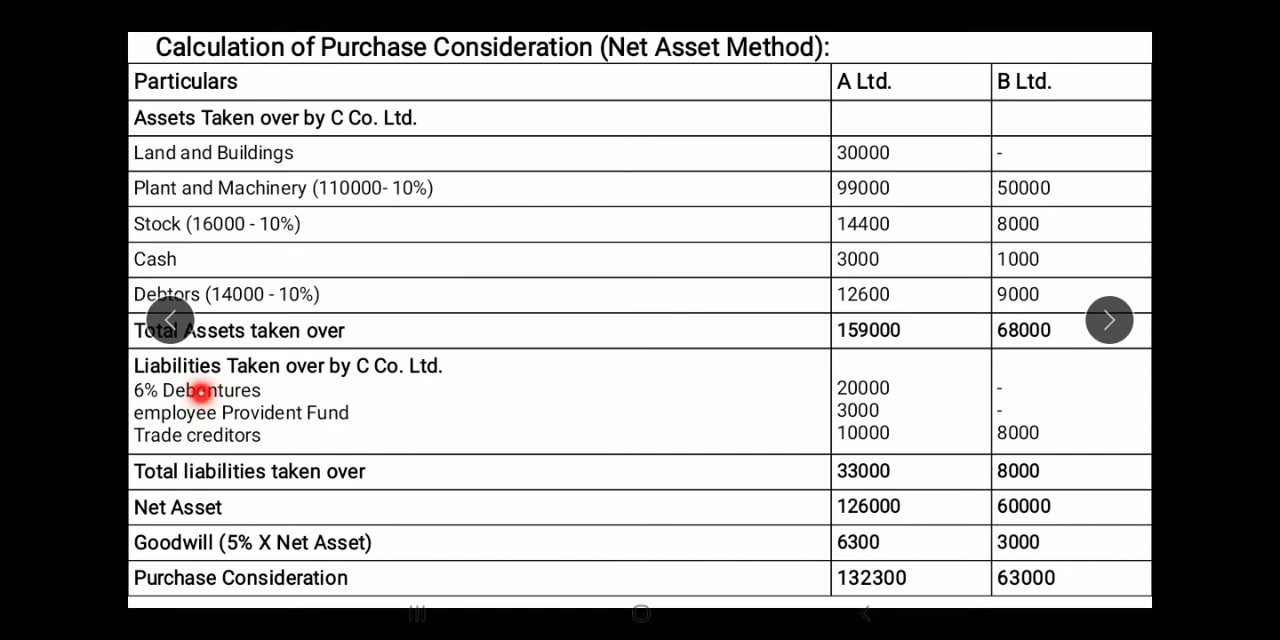 Calculation of Purchase Consideration (Net Asset Method):
Particulars A Ltd. B Ltd.
Assets Taken over by C Co. Ltd.
Land and Buildings 30000 -
Plant and Machinery (110000- 10%) 99000 50000
Stock (16000 - 10%) 14400 8000
Cash 3000 1000
Debtors (14000 - 10%) 12600 9000
Total Assets taken over 159000 68000
Liabilities Taken over by C Co. Ltd.
6% Debentures 20000 -
employee Provident Fund 3000 -
Trade creditors 10000 8000
Total liabilities taken over 33000 8000
Net Asset 126000 60000
Goodwill (5% X Net Asset) 6300 3000
Purchase Consideration 132300 63000